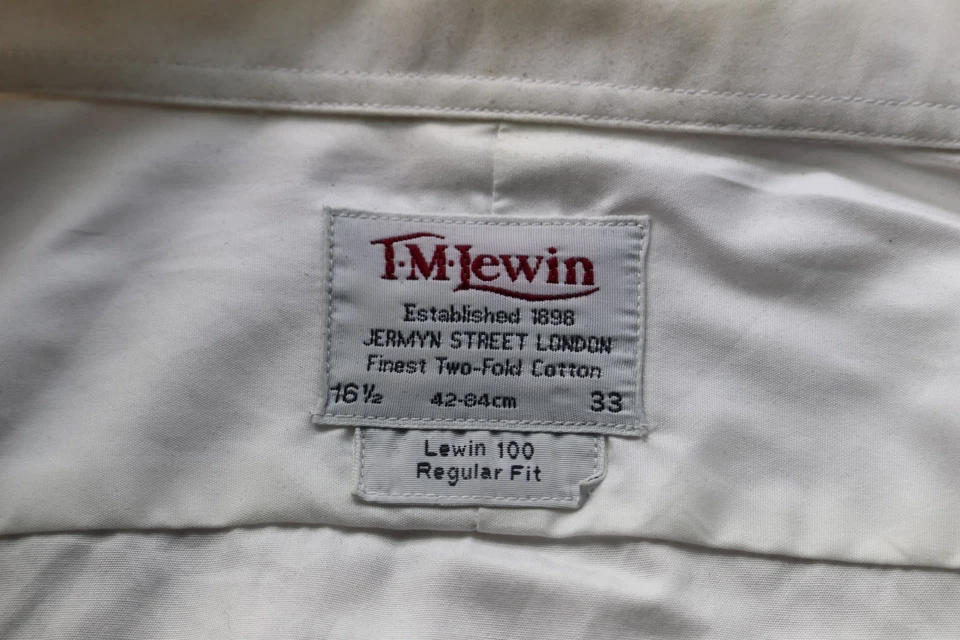 T·M·Lewin
Established 1898
JERMYN STREET LONDON
Finest Two-Fold Cotton
16½ 42-84cm 33
Lewin 100
Regular Fit